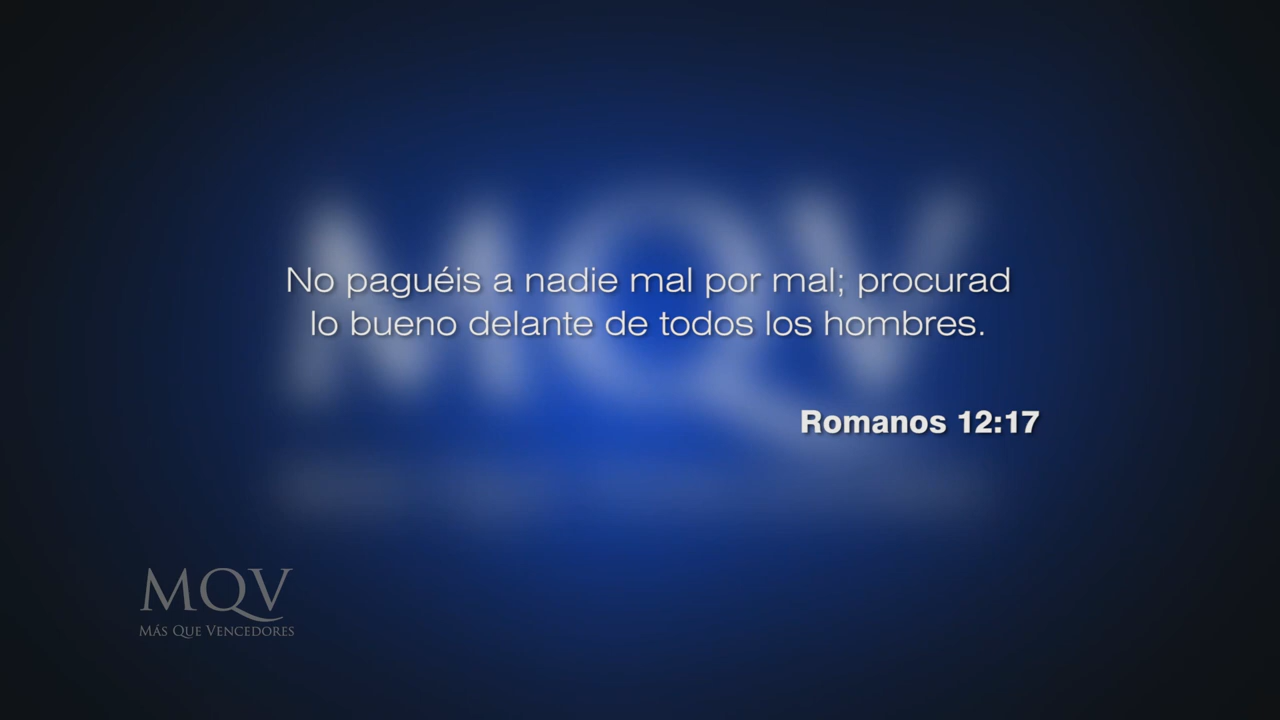 No paguéis a nadie mal por mal; procurad
lo bueno delante de todos los hombres.
Romanos 12:17
MQV
MÁS QUE VENCEDORES